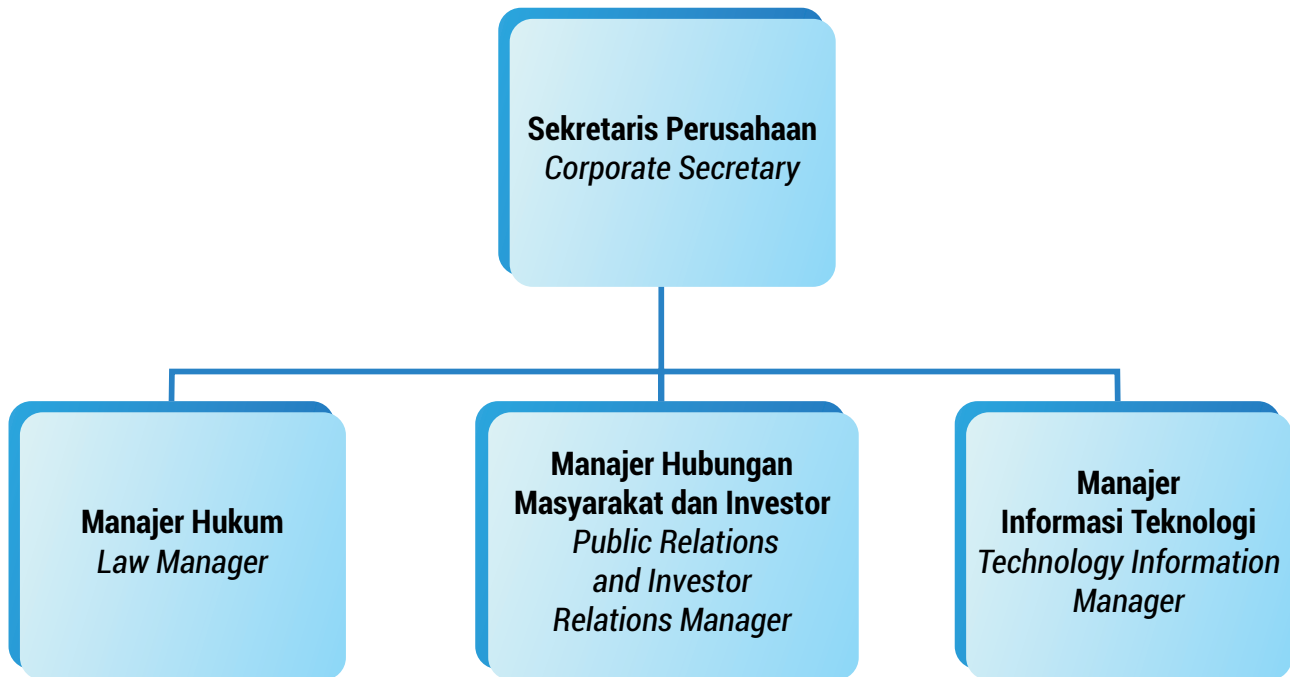 Sekretaris Perusahaan
Corporate Secretary
Manajer Hukum
Law Manager
Manajer Hubungan
Masyarakat dan Investor
Public Relations
and Investor
Relations Manager
Manajer
Informasi Teknologi
Technology Information
Manager